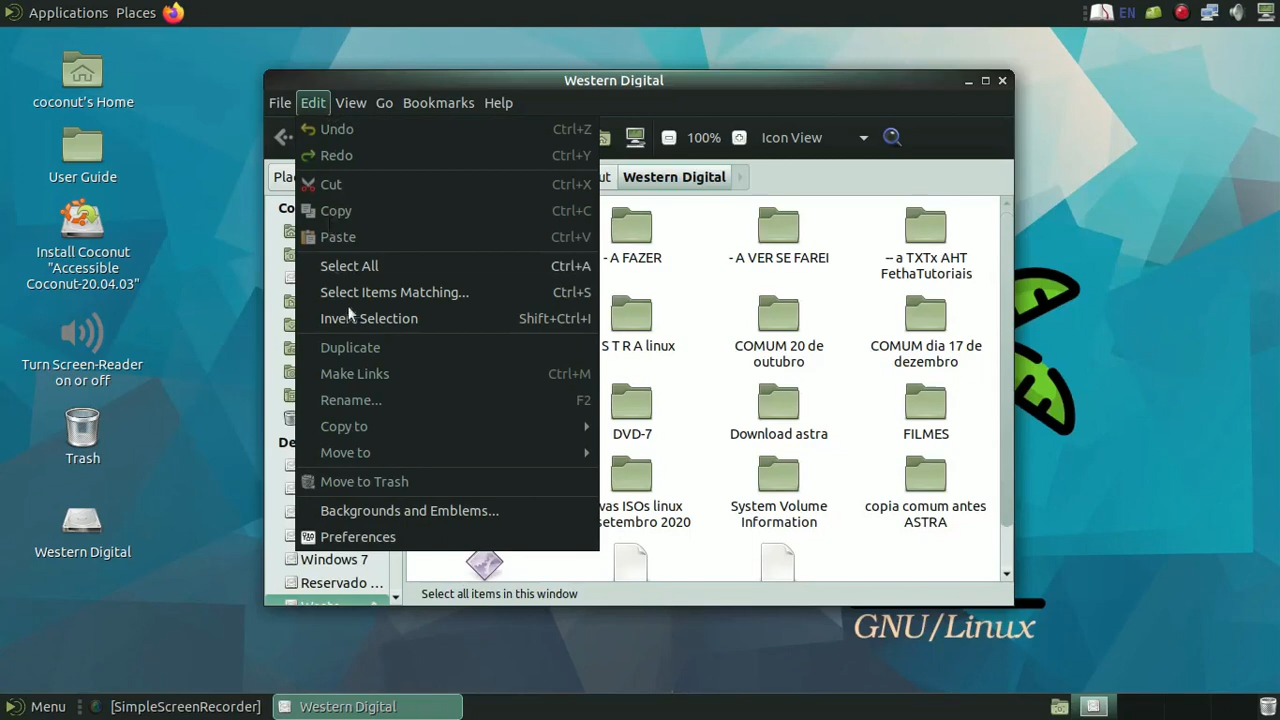 Applications Places EN
coconut's Home
User Guide
Install Coconut
"Accessible
Coconut-20.04.03"
Turn Screen-Reader
on or off
Trash
Western Digital
Western Digital
File Edit View Go Bookmarks Help
100% Icon View
Western Digital
Undo Ctrl+Z
Redo Ctrl+Y
Cut Ctrl+X
Copy Ctrl+C
Paste Ctrl+V
Select All Ctrl+A
Select Items Matching... Ctrl+S
Invert Selection Shift+Ctrl+I
Duplicate
Make Links Ctrl+M
Rename... F2
Copy to
Move to
Move to Trash
Backgrounds and Emblems...
Preferences
Windows 7
Reservado ...
- A FAZER
- A VER SE FAREI
-- a TXTx AHT
FethaTutoriais
S T R A linux
COMUM 20 de
outubro
COMUM dia 17 de
dezembro
DVD-7
Download astra
FILMES
ISOs linux
setembro 2020
System Volume
Information
copia comum antes
ASTRA
Select all items in this window
GNU/Linux
Menu [SimpleScreenRecorder] Western Digital